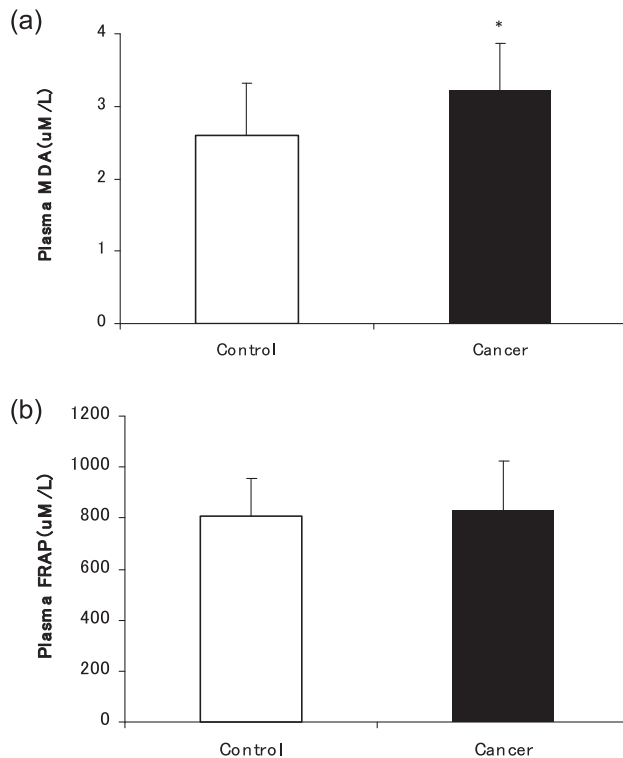 (a)
4
3
2
1
0
Plasma MDA(uM/L)
*
Control
Cancer
(b)
1200
1000
800
600
400
200
0
Plasma FRAP(uM/L)
Control
Cancer